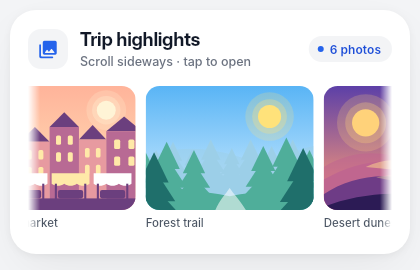 Trip highlights
Scroll sideways · tap to open
6 photos
arket
Forest trail
Desert dune